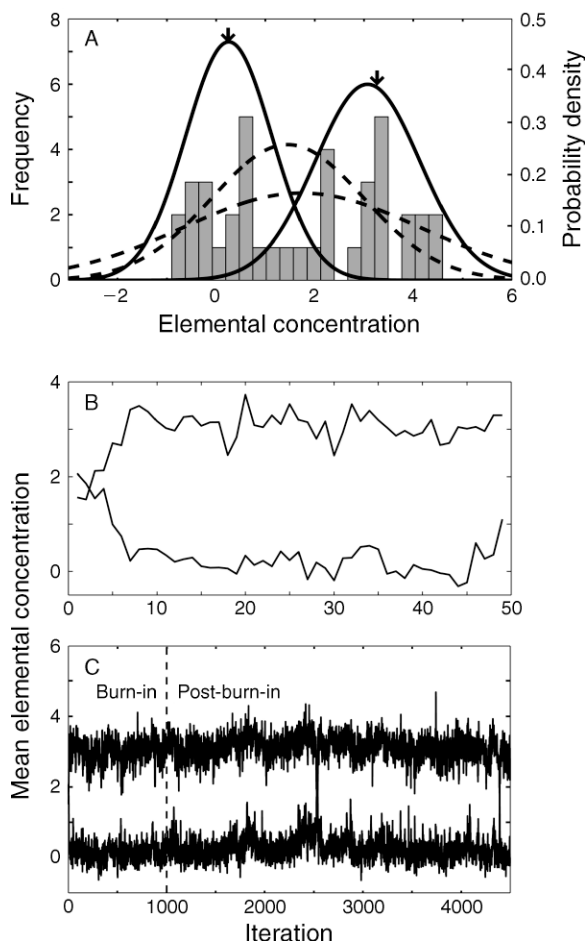 A
8
6
4
2
0
Frequency
0.5
0.4
0.3
0.2
0.1
0.0
Probability density
−2 0 2 4 6
Elemental concentration
B
4
2
0
0 10 20 30 40 50
Mean elemental concentration
C
6
4
2
0
Burn-in Post-burn-in
0 1000 2000 3000 4000
Iteration